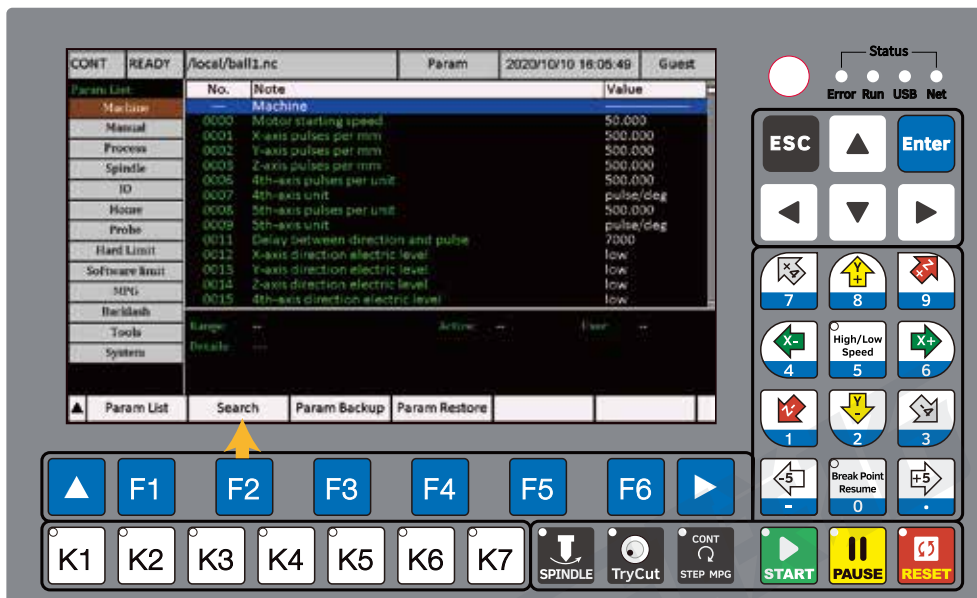 CONT READY /local/ball1.nc Param 2020/10/10 16:05:49 Guest
Param List No. Note Value
Machine — Machine
Manual 0000 Motor starting speed 50.000
Process 0001 X-axis pulses per mm 500.000
Spindle 0002 Y-axis pulses per mm 500.000
IO 0003 Z-axis pulses per mm 500.000
Home 0006 4th-axis pulses per unit 500.000
Probe 0007 4th-axis unit pulse/deg
Hard Limit 0008 5th-axis pulses per unit 500.000
Software limit 0009 5th-axis unit pulse/deg
MPG 0011 Delay between direction and pulse 7000
Backlash 0012 X-axis direction electric level low
Tools 0013 Y-axis direction electric level low
System 0014 Z-axis direction electric level low
0015 4th-axis direction electric level low
Range: -- Active: -- User: --
Details: ---
▲ Param List Search Param Backup Param Restore
Status
Error Run USB Net
ESC Enter
4 7
Y + 8
Z+ 9
X- 4
High/Low Speed 5
X+ 6
Z- 1
Y - 2
4 3
-5 -
Break Point Resume 0
+5 .
F1 F2 F3 F4 F5 F6
K1 K2 K3 K4 K5 K6 K7
SPINDLE
TryCut
CONT
STEP MPG
START
PAUSE
RESET